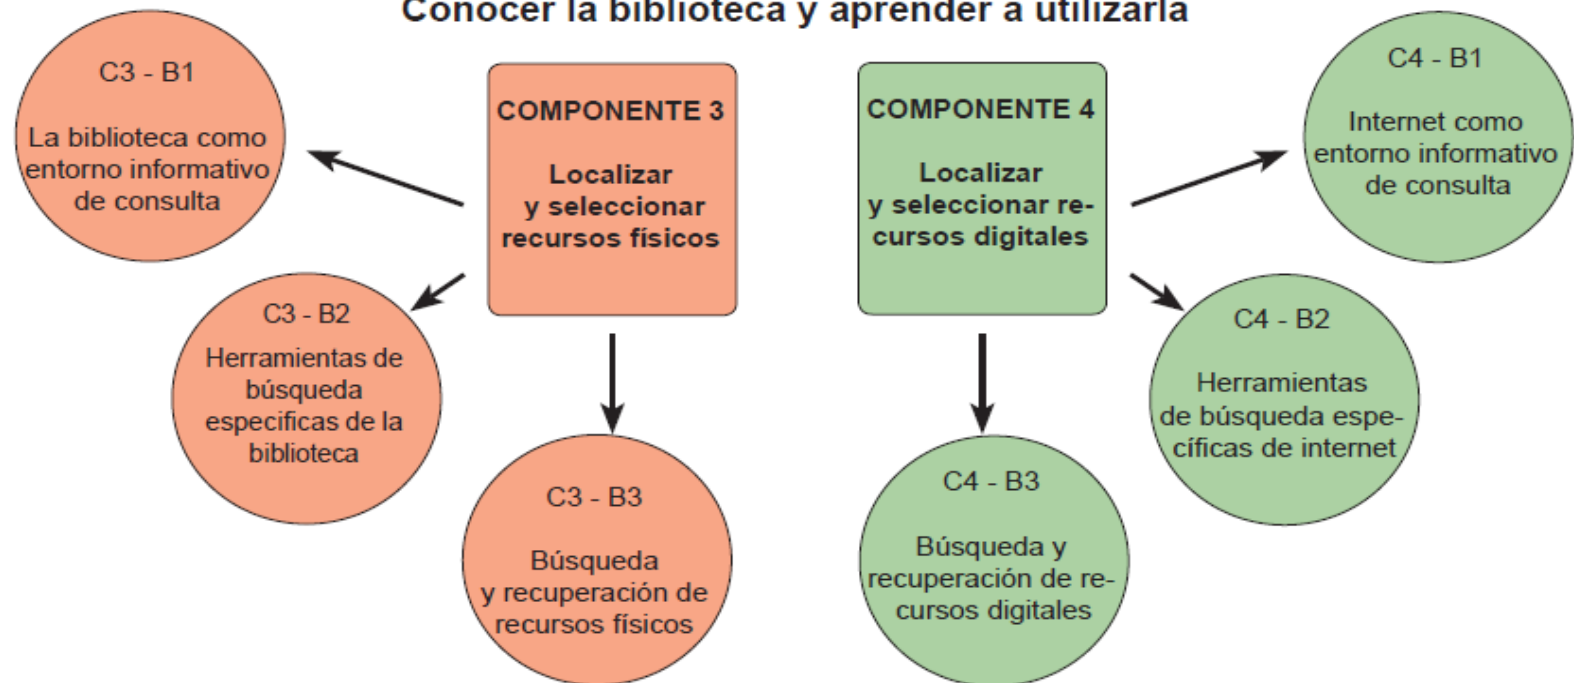 Conocer la biblioteca y aprender a utilizarla
C3 - B1
La biblioteca como
entorno informativo
de consulta
COMPONENTE 3
Localizar
y seleccionar
recursos físicos
C3 - B2
Herramientas de
búsqueda
especificas de la
biblioteca
C3 - B3
Búsqueda
y recuperación de
recursos físicos
COMPONENTE 4
Localizar
y seleccionar re-
cursos digitales
C4 - B1
Internet como
entorno informativo
de consulta
C4 - B2
Herramientas
de búsqueda espe-
cíficas de internet
C4 - B3
Búsqueda y
recuperación de re-
cursos digitales